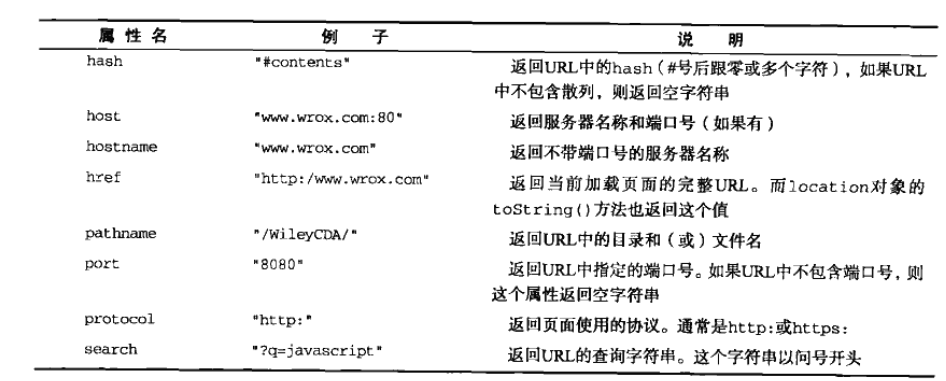 属性名 例子 说明
hash "#contents" 返回URL中的hash（#号后跟零或多个字符），如果URL
中不包含散列，则返回空字符串
host "www.wrox.com:80" 返回服务器名称和端口号（如果有）
hostname "www.wrox.com" 返回不带端口号的服务器名称
href "http:/www.wrox.com" 返回当前加载页面的完整URL。而location对象的
toString()方法也返回这个值
pathname "/WileyCDA/" 返回URL中的目录和（或）文件名
port "8080" 返回URL中指定的端口号。如果URL中不包含端口号，则
这个属性返回空字符串
protocol "http:" 返回页面使用的协议。通常是http:或https:
search "?q=javascript" 返回URL的查询字符串。这个字符串以问号开头